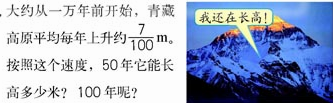 大约从一万年前开始，青藏
高原平均每年上升约7/100 m。
按照这个速度，50年它能长
高多少米？100年呢？
我还在长高！